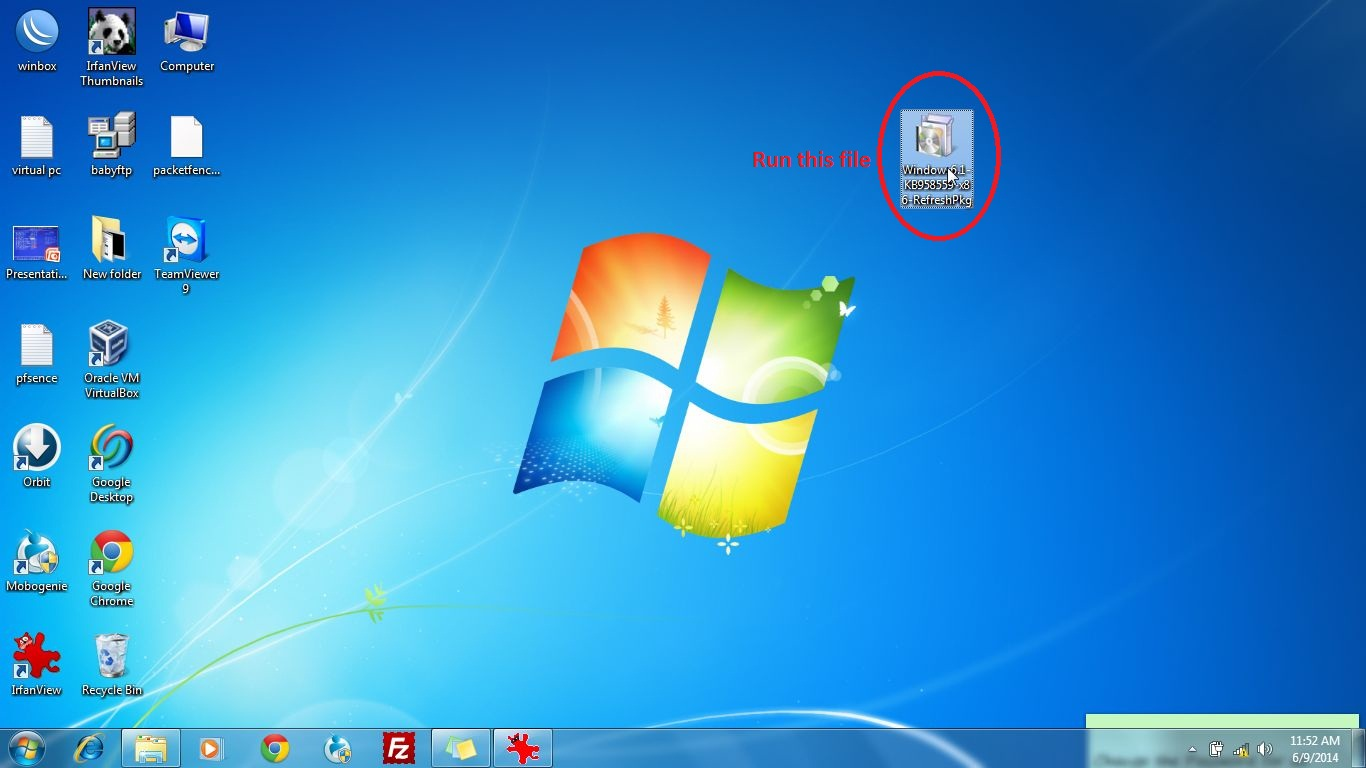 winbox
IrfanView
Thumbnails
Computer
virtual pc
babyftp
packetfenc...
Presentati...
New folder
TeamViewer
9
pfsence
Oracle VM
VirtualBox
Orbit
Google
Desktop
Mobogenie
Google
Chrome
IrfanView
Recycle Bin
Run this file
Window 6.1-
KB958559-x8
6-RefreshPkg
Fz
11:52 AM
6/9/2014